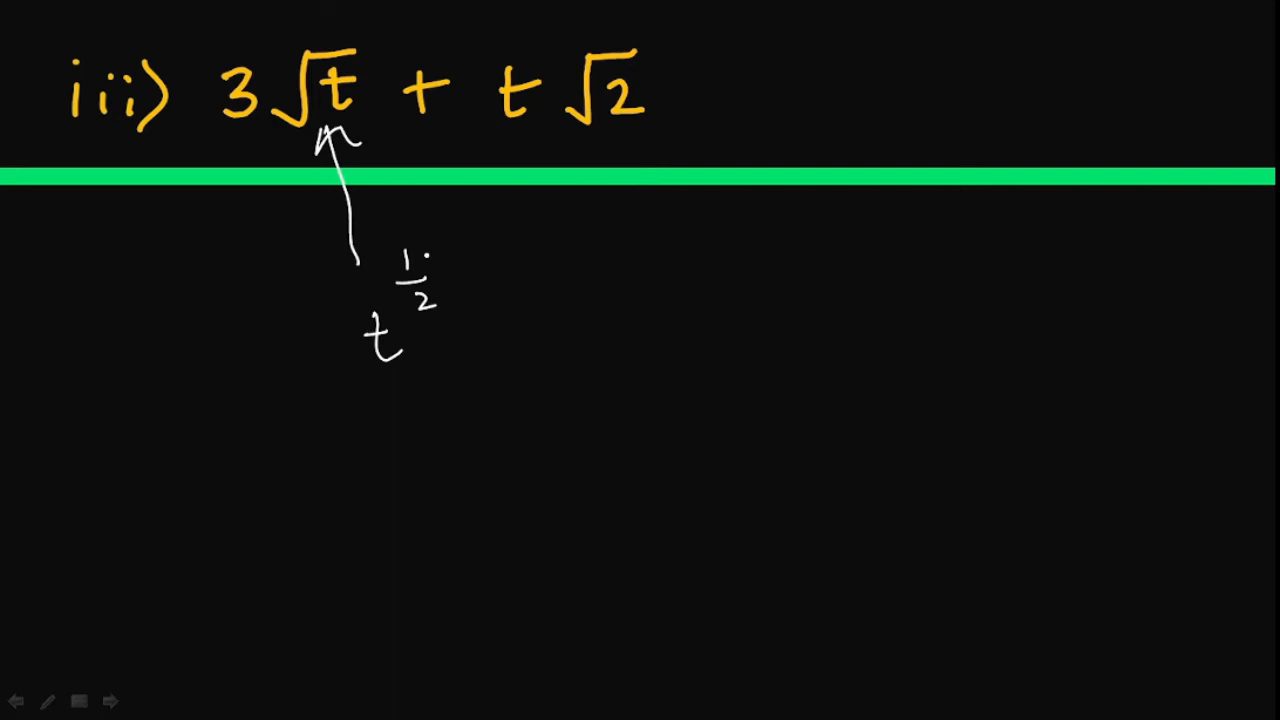 iii) 3√t + t√2
t^(1/2)